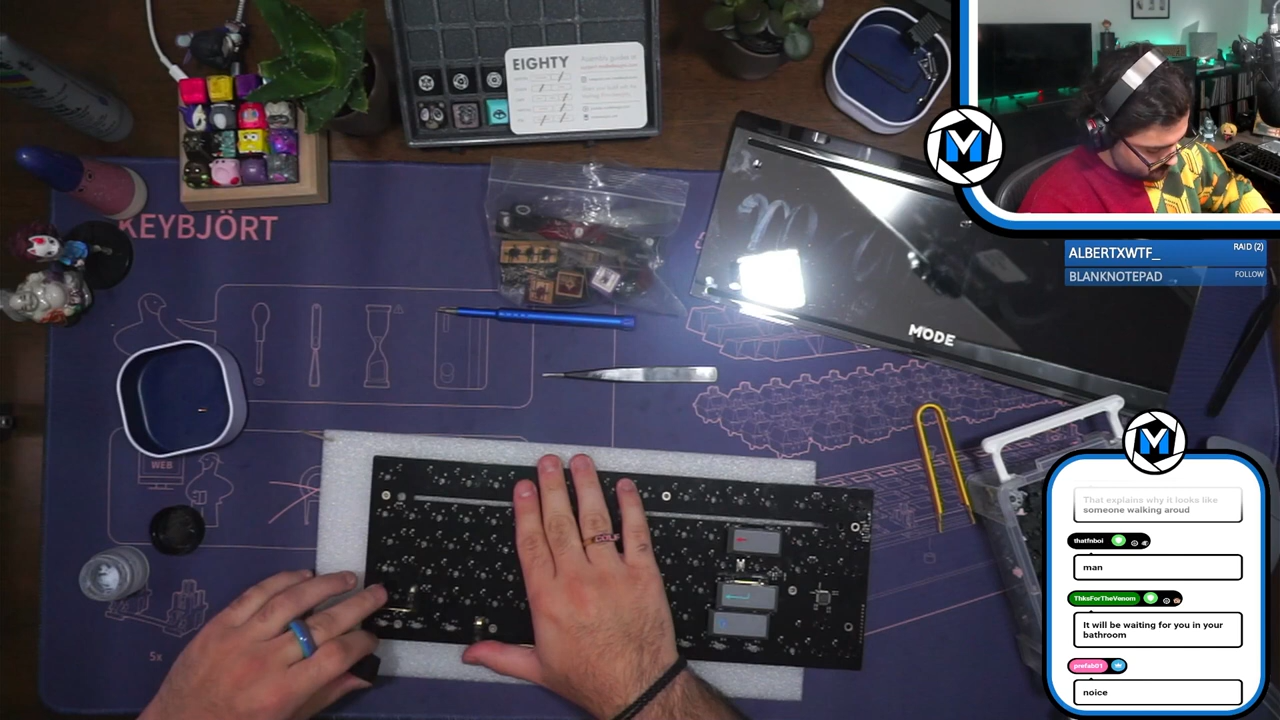 EIGHTY
KEYBJÖRT
MODE
WEB
5x
M
ALBERTXWTF_
RAID (2)
BLANKNOTEPAD
FOLLOW
M
That explains why it looks like
someone walking aroud
thatfnboi
man
ThksForTheVenom
It will be waiting for you in your
bathroom
prefab01
noice